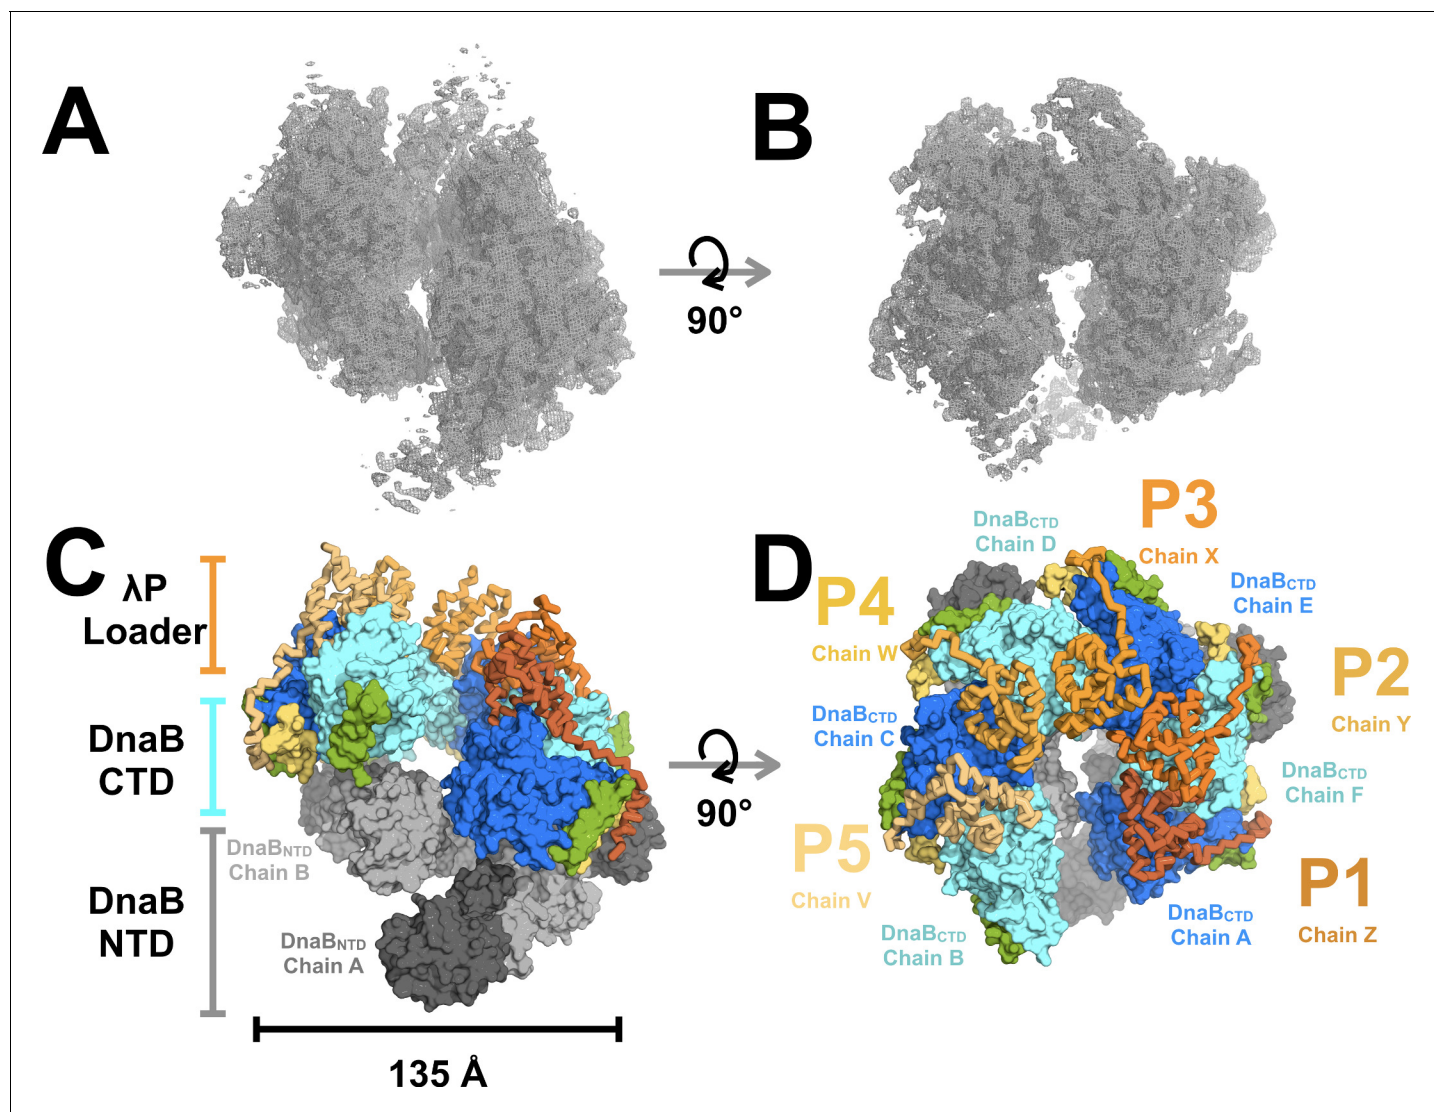 A
B
90°
C
λP
Loader
DnaB
CTD
DnaB
NTD
DnaBNTD
Chain B
DnaBNTD
Chain A
135 Å
90°
D
DnaBCTD
Chain D
P3
Chain X
DnaBCTD
Chain E
P4
Chain W
P2
Chain Y
DnaBCTD
Chain C
DnaBCTD
Chain F
P5
Chain V
P1
Chain Z
DnaBCTD
Chain A
DnaBCTD
Chain B